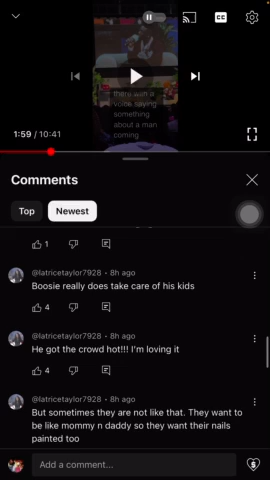 CC
there with a
voice saying
something
about a man
coming
1:59 / 10:41
Comments
Top
Newest
1
@latricetaylor7928 • 8h ago
Boosie really does take care of his kids
4
@latricetaylor7928 • 8h ago
He got the crowd hot!!! I'm loving it
4
@latricetaylor7928 • 8h ago
But sometimes they are not like that. They want to
be like mommy n daddy so they want their nails
painted too
Add a comment...
$